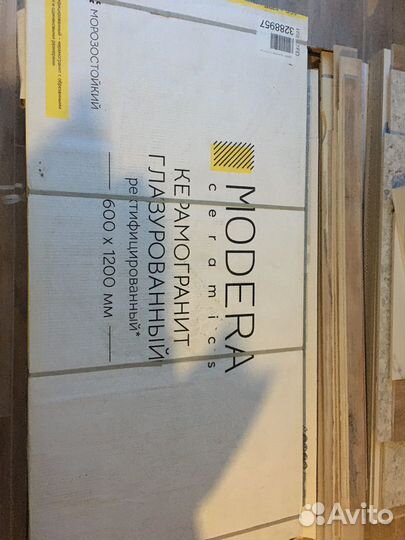 MODERA
ceramics
КЕРАМОГРАНИТ
ГЛАЗУРОВАННЫЙ
ректифицированный*
600 х 1200 мм
МОРОЗОСТОЙКИЙ
3288957
Avito